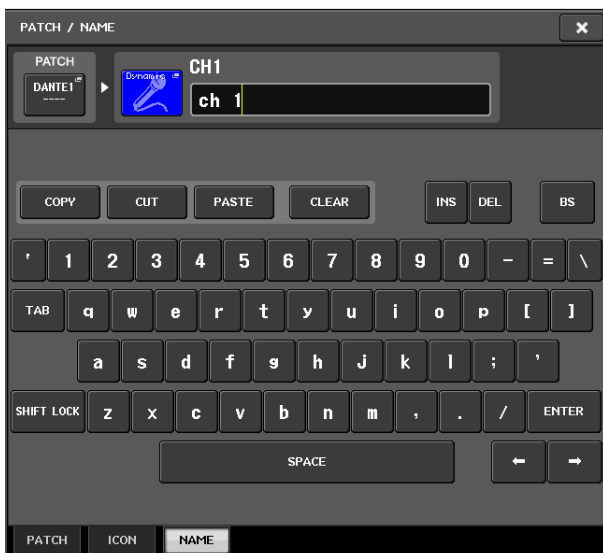 PATCH / NAME
×
PATCH
DANTE1
----
Dynamic
CH1
ch 1
COPY CUT PASTE CLEAR INS DEL BS
' 1 2 3 4 5 6 7 8 9 0 - = \
TAB q w e r t y u i o p [ ]
a s d f g h j k l ; '
SHIFT LOCK z x c v b n m , . / ENTER
SPACE ← →
PATCH ICON NAME